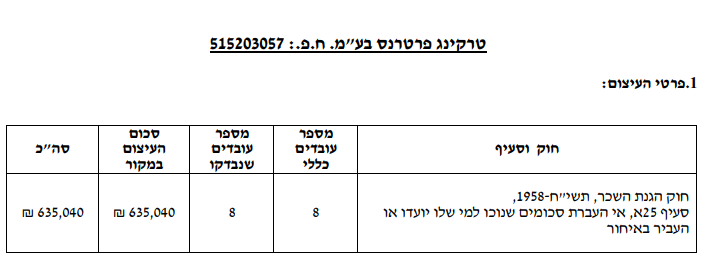 טרקינג פרטרנס בע"מ. ח.פ.: 515203057
1.פרטי העיצום:
חוק וסעיף
מספר עובדים כללי
מספר עובדים שנבדקו
סכום העיצום במקור
סה"כ
חוק הגנת השכר, תשי"ח-1958,
סעיף 25א, אי העברת סכומים שנוכו למי שלו יועדו או
העביר באיחור
8
8
635,040 ₪
635,040 ₪